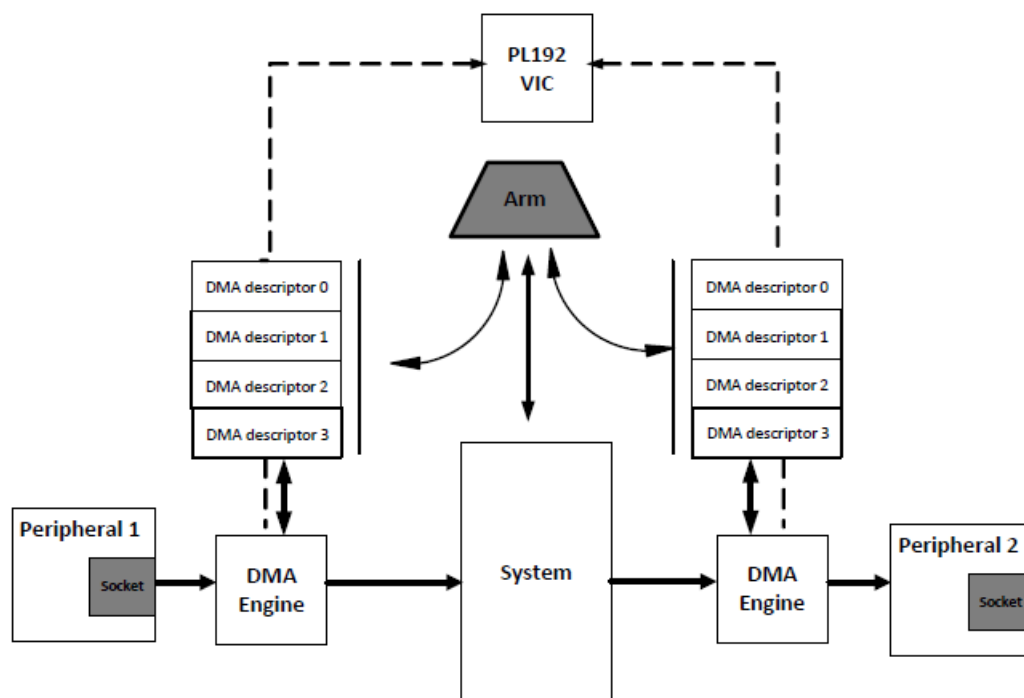 PL192
VIC
Arm
DMA descriptor 0
DMA descriptor 1
DMA descriptor 2
DMA descriptor 3
DMA descriptor 0
DMA descriptor 1
DMA descriptor 2
DMA descriptor 3
Peripheral 1
Socket
DMA
Engine
System
DMA
Engine
Peripheral 2
Socket